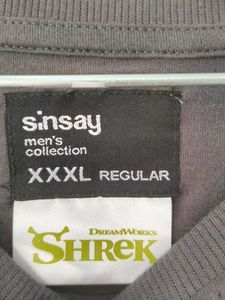 sinsay
men's
collection
XXXL REGULAR
DREAMWORKS
SHREK